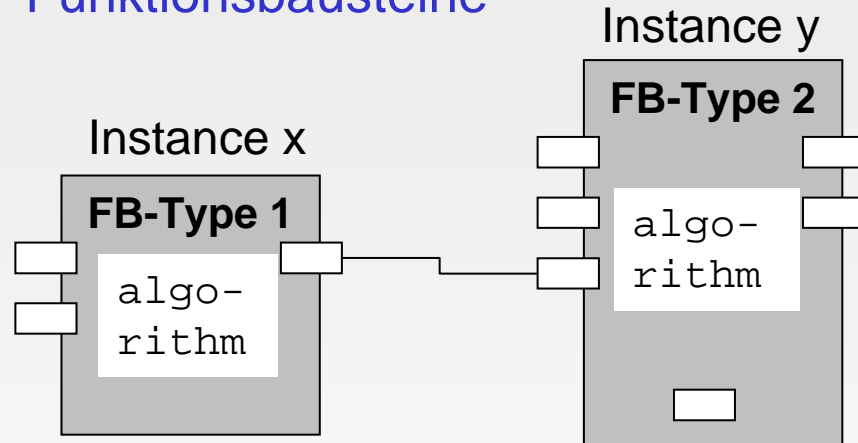 Funktionsbausteine
Instance y
FB-Type 2
Instance x
FB-Type 1
algo-
rithm
algo-
rithm